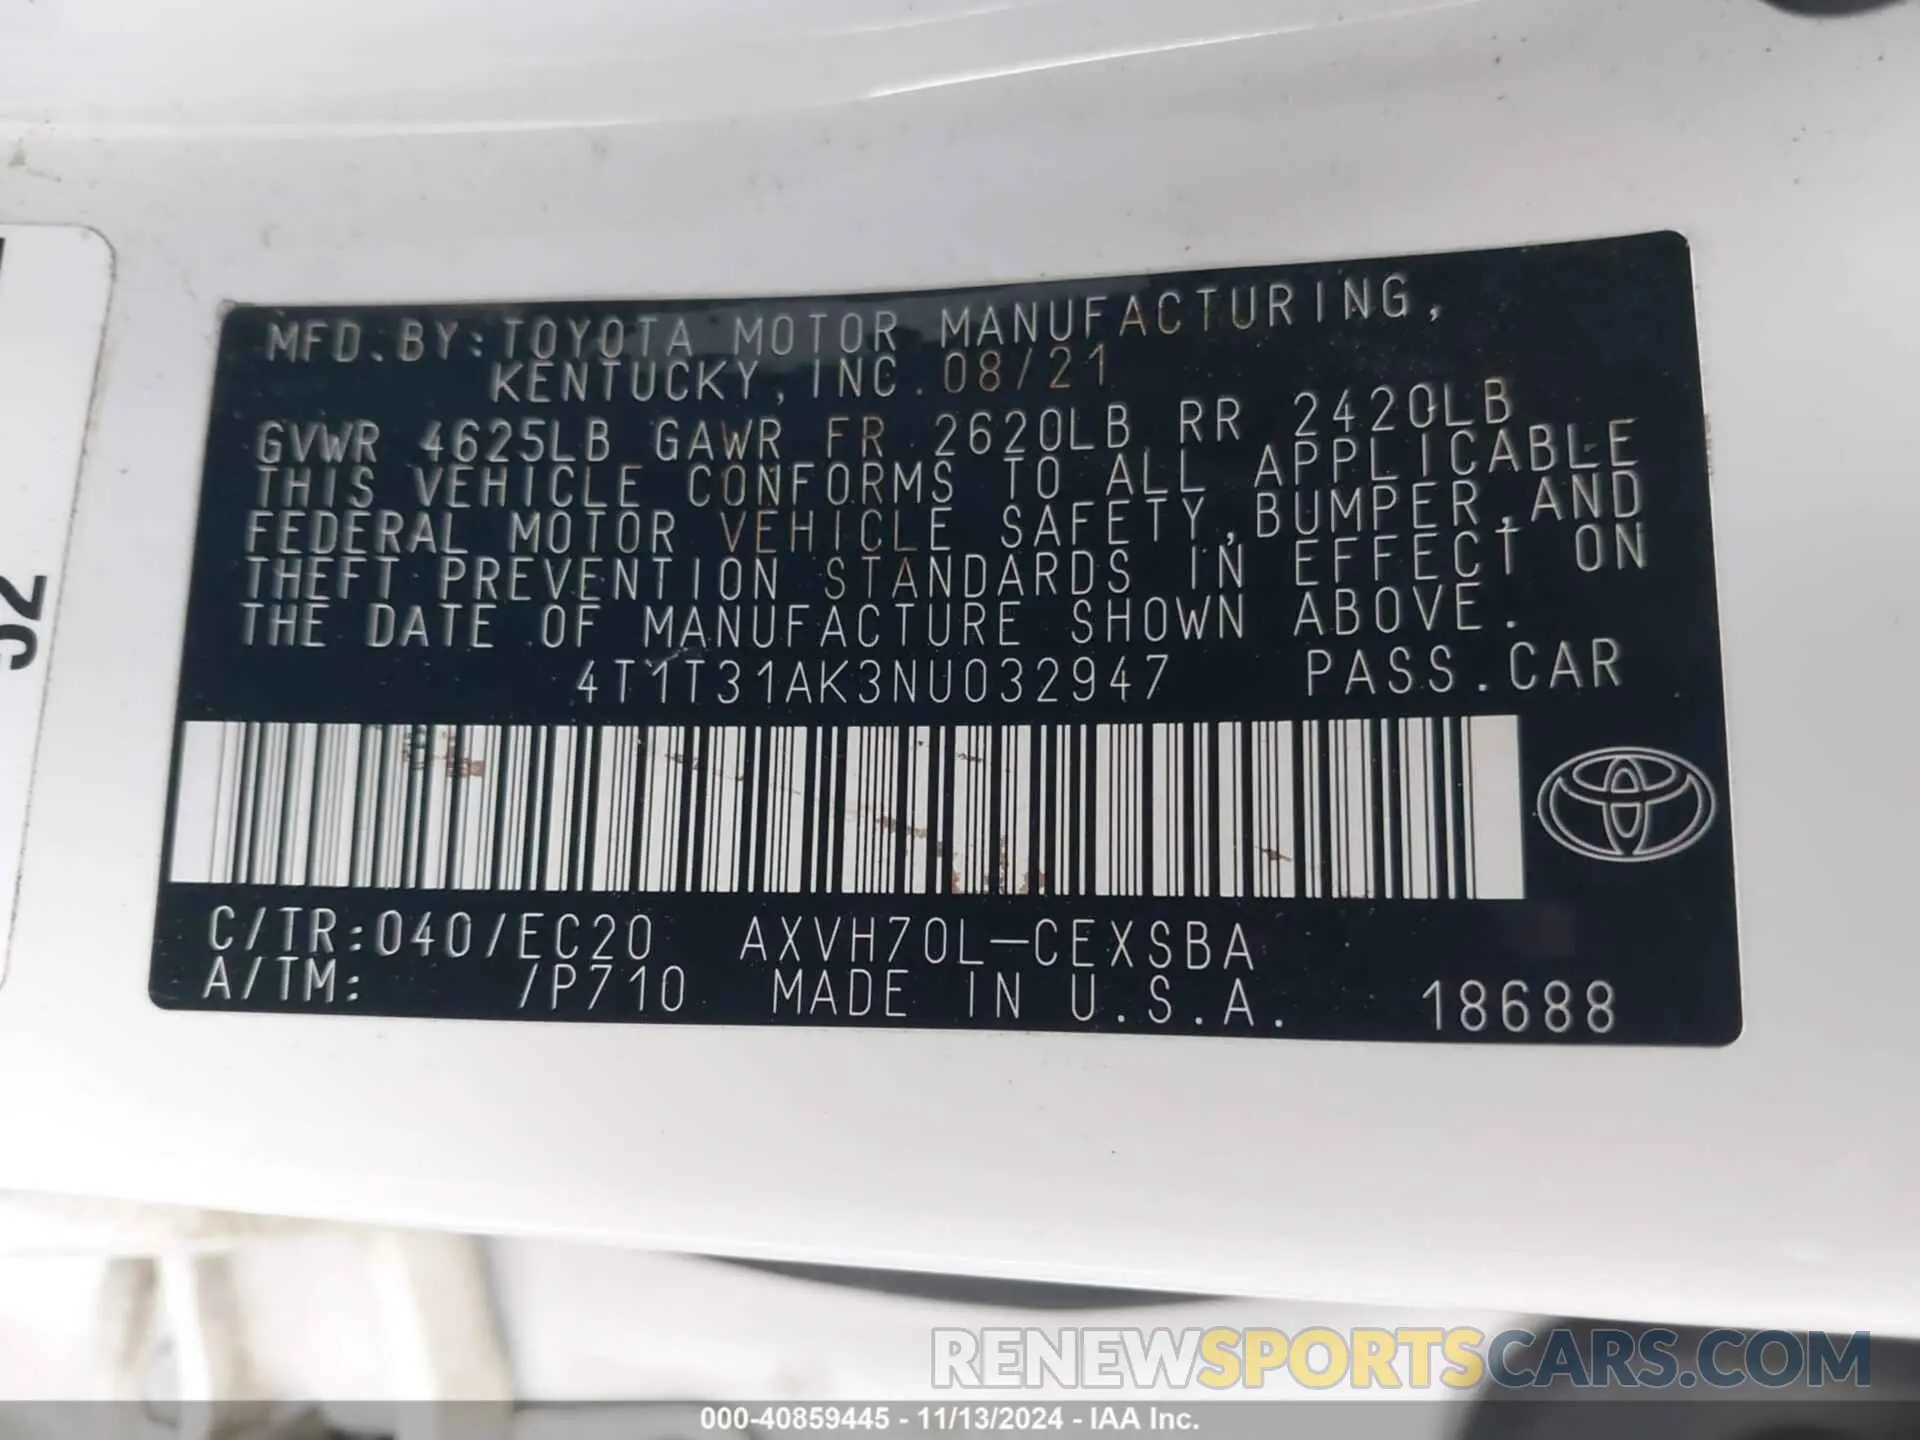 MFD.BY:TOYOTA MOTOR MANUFACTURING,
KENTUCKY,INC.08/21
GVWR 4625LB GAWR FR 2620LB RR 2420LB
THIS VEHICLE CONFORMS TO ALL APPLICABLE
FEDERAL MOTOR VEHICLE SAFETY,BUMPER,AND
THEFT PREVENTION STANDARDS IN EFFECT ON
THE DATE OF MANUFACTURE SHOWN ABOVE.
4T1T31AK3NU032947 PASS.CAR
C/TR:040/EC20 AXVH70L-CEXSBA
A/TM: /P710 MADE IN U.S.A. 18688
RENEWSPORTSCARS.COM
000-40859445 - 11/13/2024 - IAA Inc.